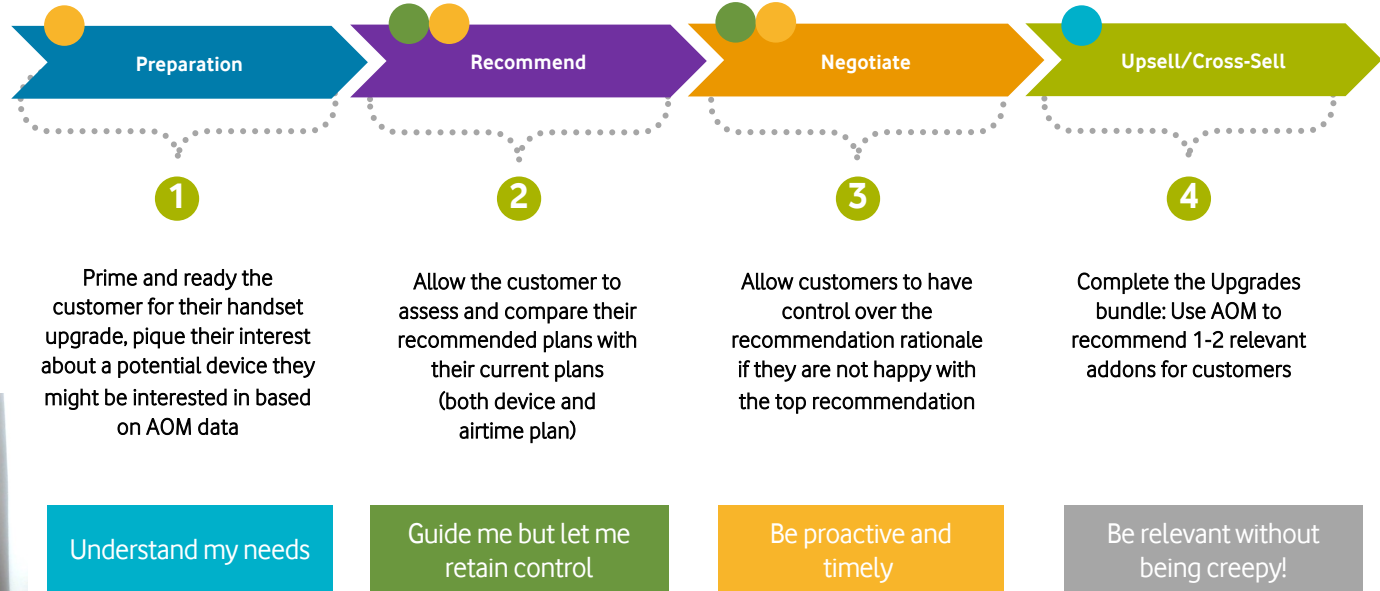 Preparation
Recommend
Negotiate
Upsell/Cross-Sell
1
2
3
4
Prime and ready the
customer for their handset
upgrade, pique their interest
about a potential device they
might be interested in based
on AOM data
Allow the customer to
assess and compare their
recommended plans with
their current plans
(both device and
airtime plan)
Allow customers to have
control over the
recommendation rationale
if they are not happy with
the top recommendation
Complete the Upgrades
bundle: Use AOM to
recommend 1-2 relevant
addons for customers
Understand my needs
Guide me but let me
retain control
Be proactive and
timely
Be relevant without
being creepy!